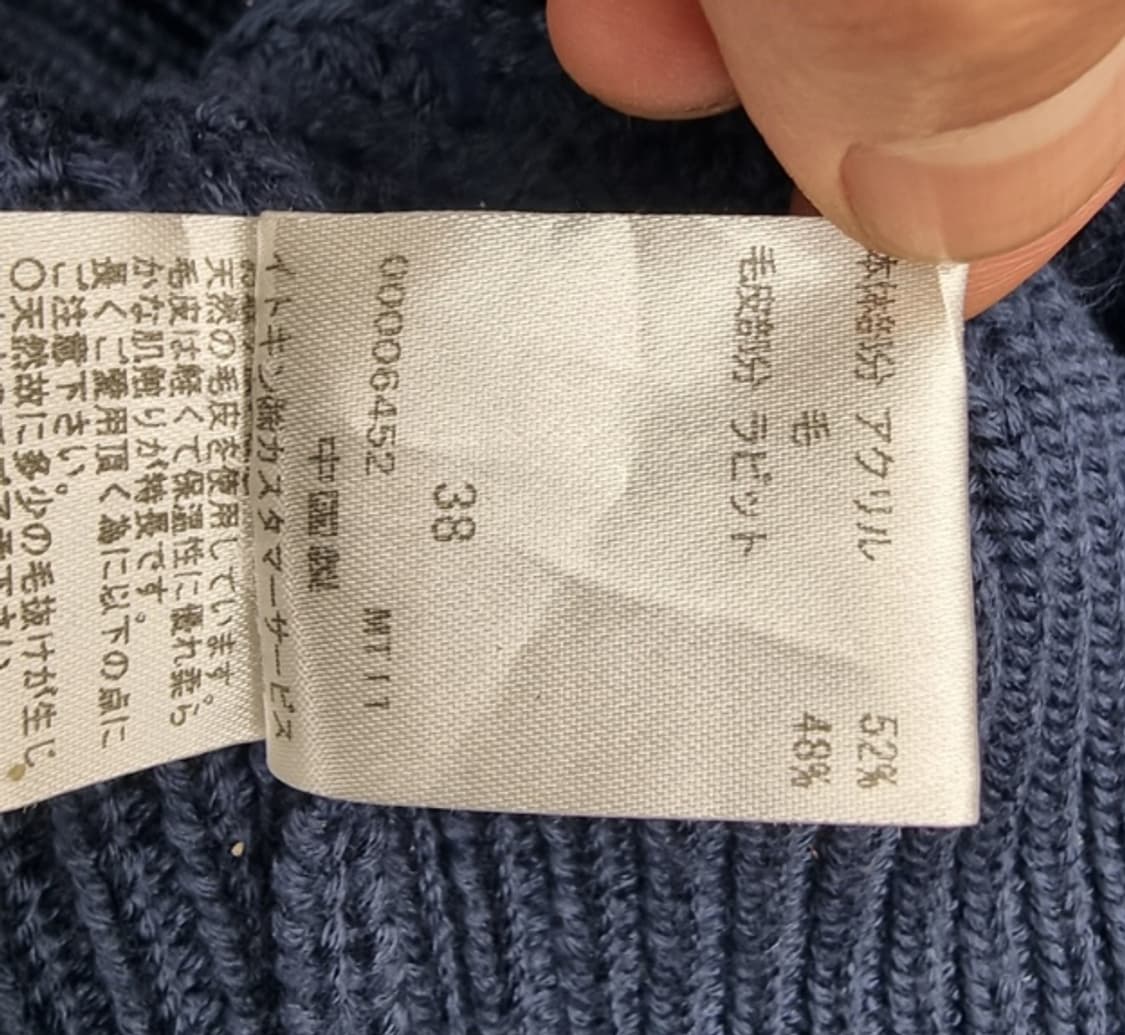 本体部分 アクリル 52%
毛 48%
毛皮部分 ラビット
38
00006452 MT11
中国製
イトキン㈱カスタマーサービス
天然の毛皮を使用しています。
毛皮は軽くて保温性に優れ柔ら
かな肌触りが特長です。
長くご愛用頂く為に以下の点に
ご注意下さい。
○天然故に多少の毛抜けが生じ